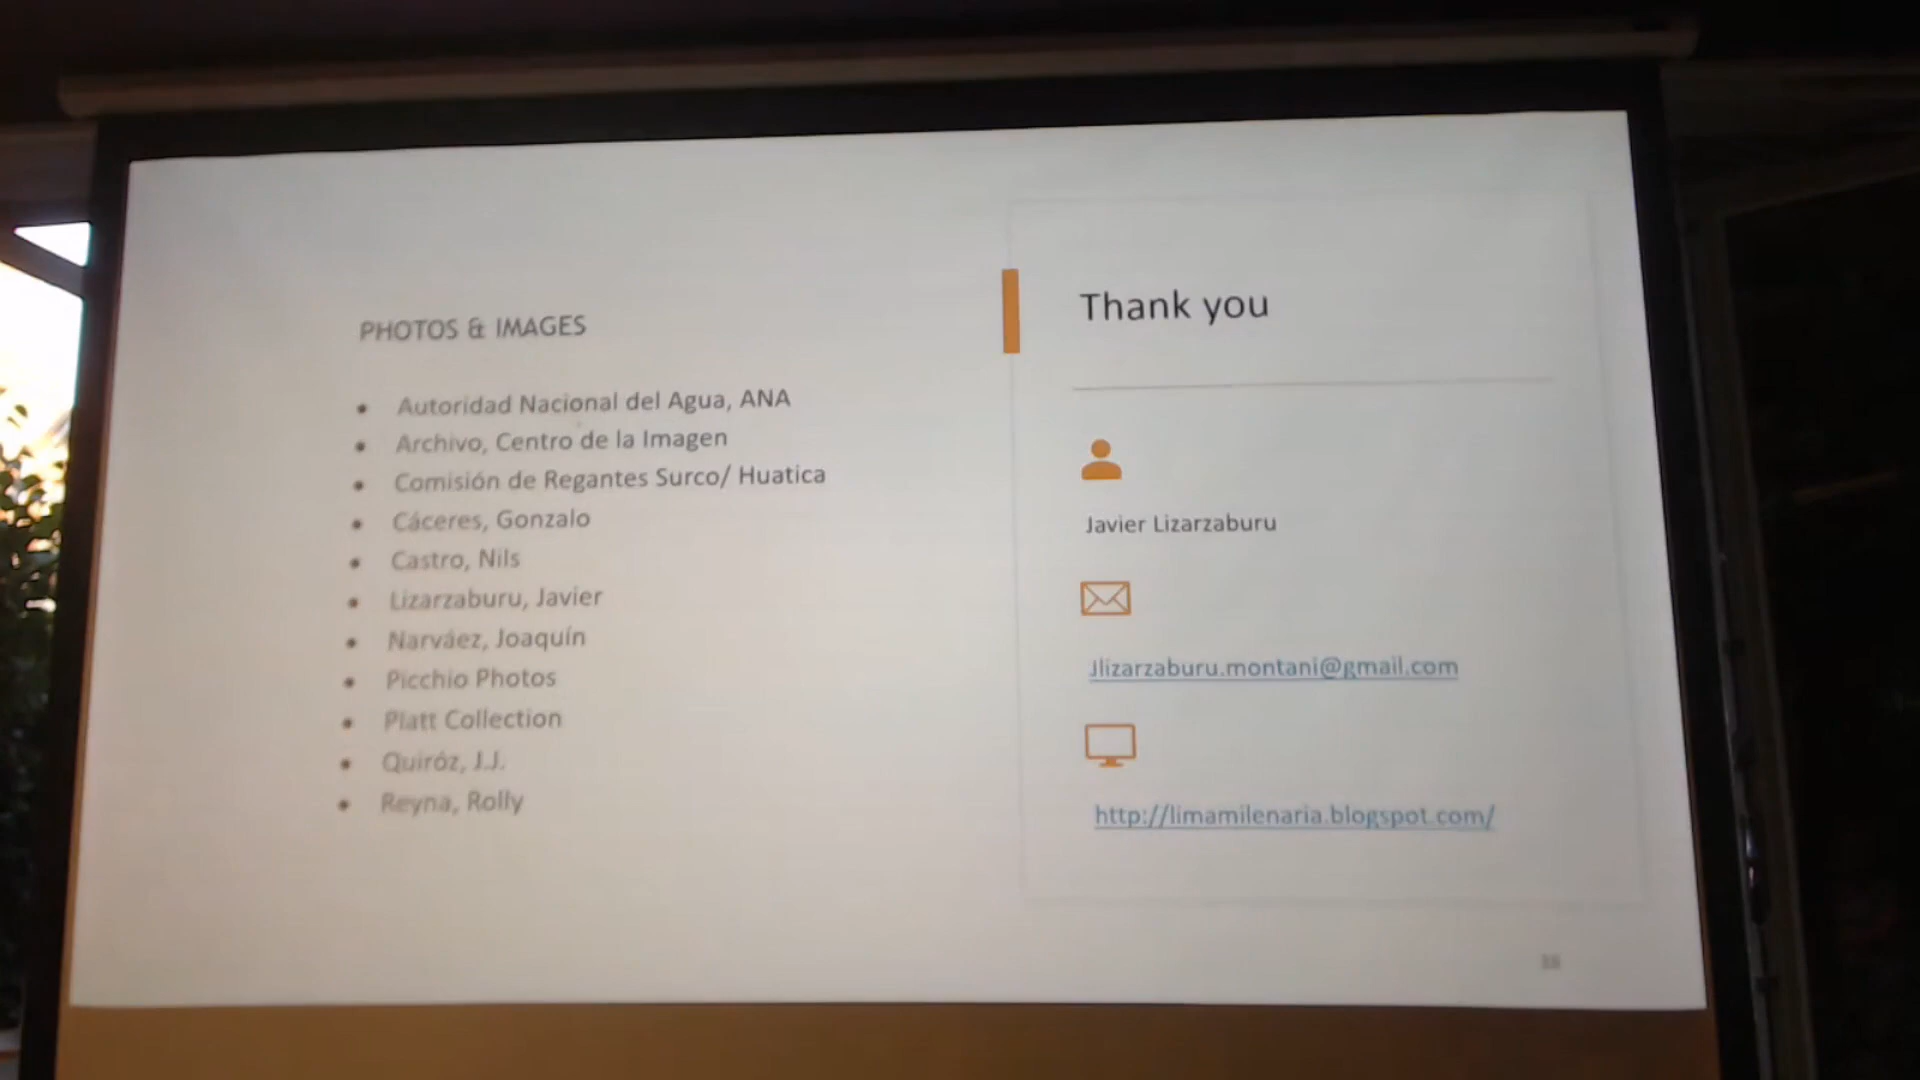 PHOTOS & IMAGES
Autoridad Nacional del Agua, ANA
Archivo, Centro de la Imagen
Comisión de Regantes Surco/ Huatica
Cáceres, Gonzalo
Castro, Nils
Lizarzaburu, Javier
Narváez, Joaquín
Picchio Photos
Platt Collection
Quiróz, J.J.
Reyna, Rolly
Thank you
Javier Lizarzaburu
Jlizarzaburu.montani@gmail.com
http://limamilenaria.blogspot.com/